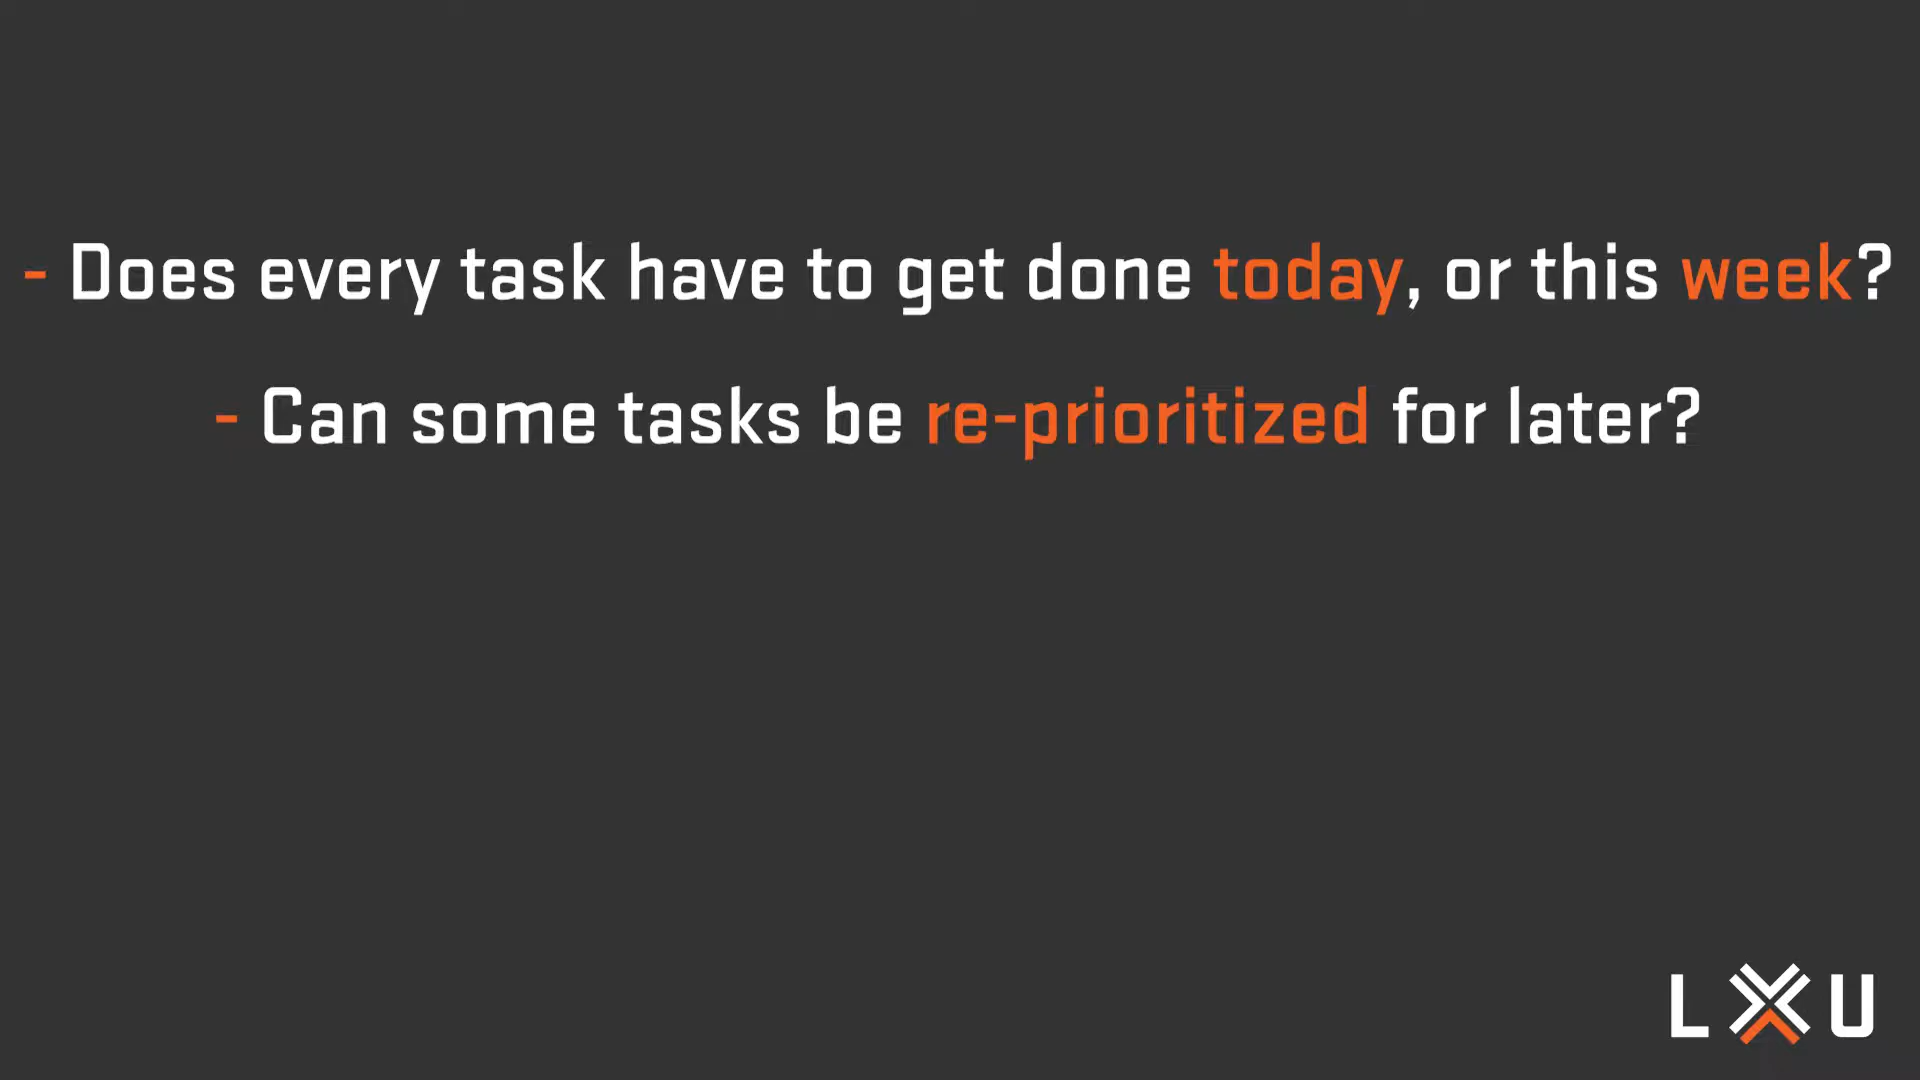 - Does every task have to get done today, or this week?
- Can some tasks be re-prioritized for later?
LXU